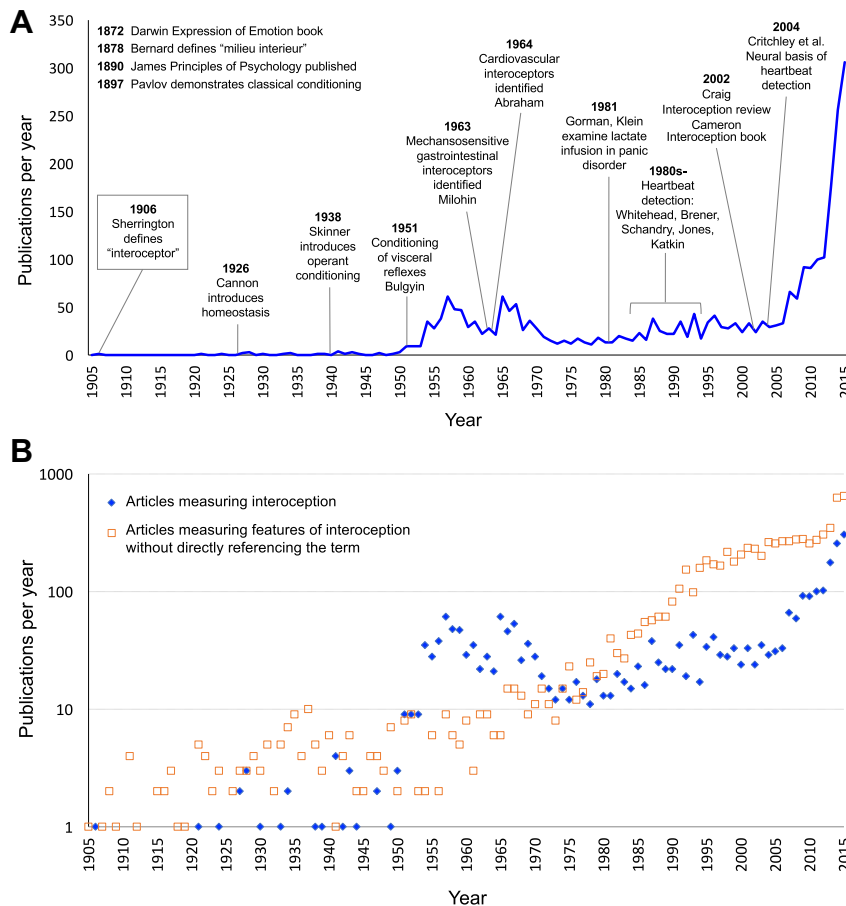 A
1872 Darwin Expression of Emotion book
1878 Bernard defines “milieu interieur”
1890 James Principles of Psychology published
1897 Pavlov demonstrates classical conditioning
1906
Sherrington
defines
“interoceptor”
1926
Cannon
introduces
homeostasis
1938
Skinner
introduces
operant
conditioning
1951
Conditioning
of visceral
reflexes
Bulgyin
1963
Mechansosensitive
gastrointestinal
interoceptors
identified
Milohin
1964
Cardiovascular
interoceptors
identified
Abraham
1981
Gorman, Klein
examine lactate
infusion in panic
disorder
1980s-
Heartbeat
detection:
Whitehead, Brener,
Schandry, Jones,
Katkin
2002
Craig
Interoception review
Cameron
Interoception book
2004
Critchley et al.
Neural basis of
heartbeat
detection
Publications per year
350
300
250
200
150
100
50
0
1905 1910 1915 1920 1925 1930 1935 1940 1945 1950 1955 1960 1965 1970 1975 1980 1985 1990 1995 2000 2005 2010 2015
Year
B
Articles measuring interoception
Articles measuring features of interoception
without directly referencing the term
Publications per year
1000
100
10
1
1905 1910 1915 1920 1925 1930 1935 1940 1945 1950 1955 1960 1965 1970 1975 1980 1985 1990 1995 2000 2005 2010 2015
Year